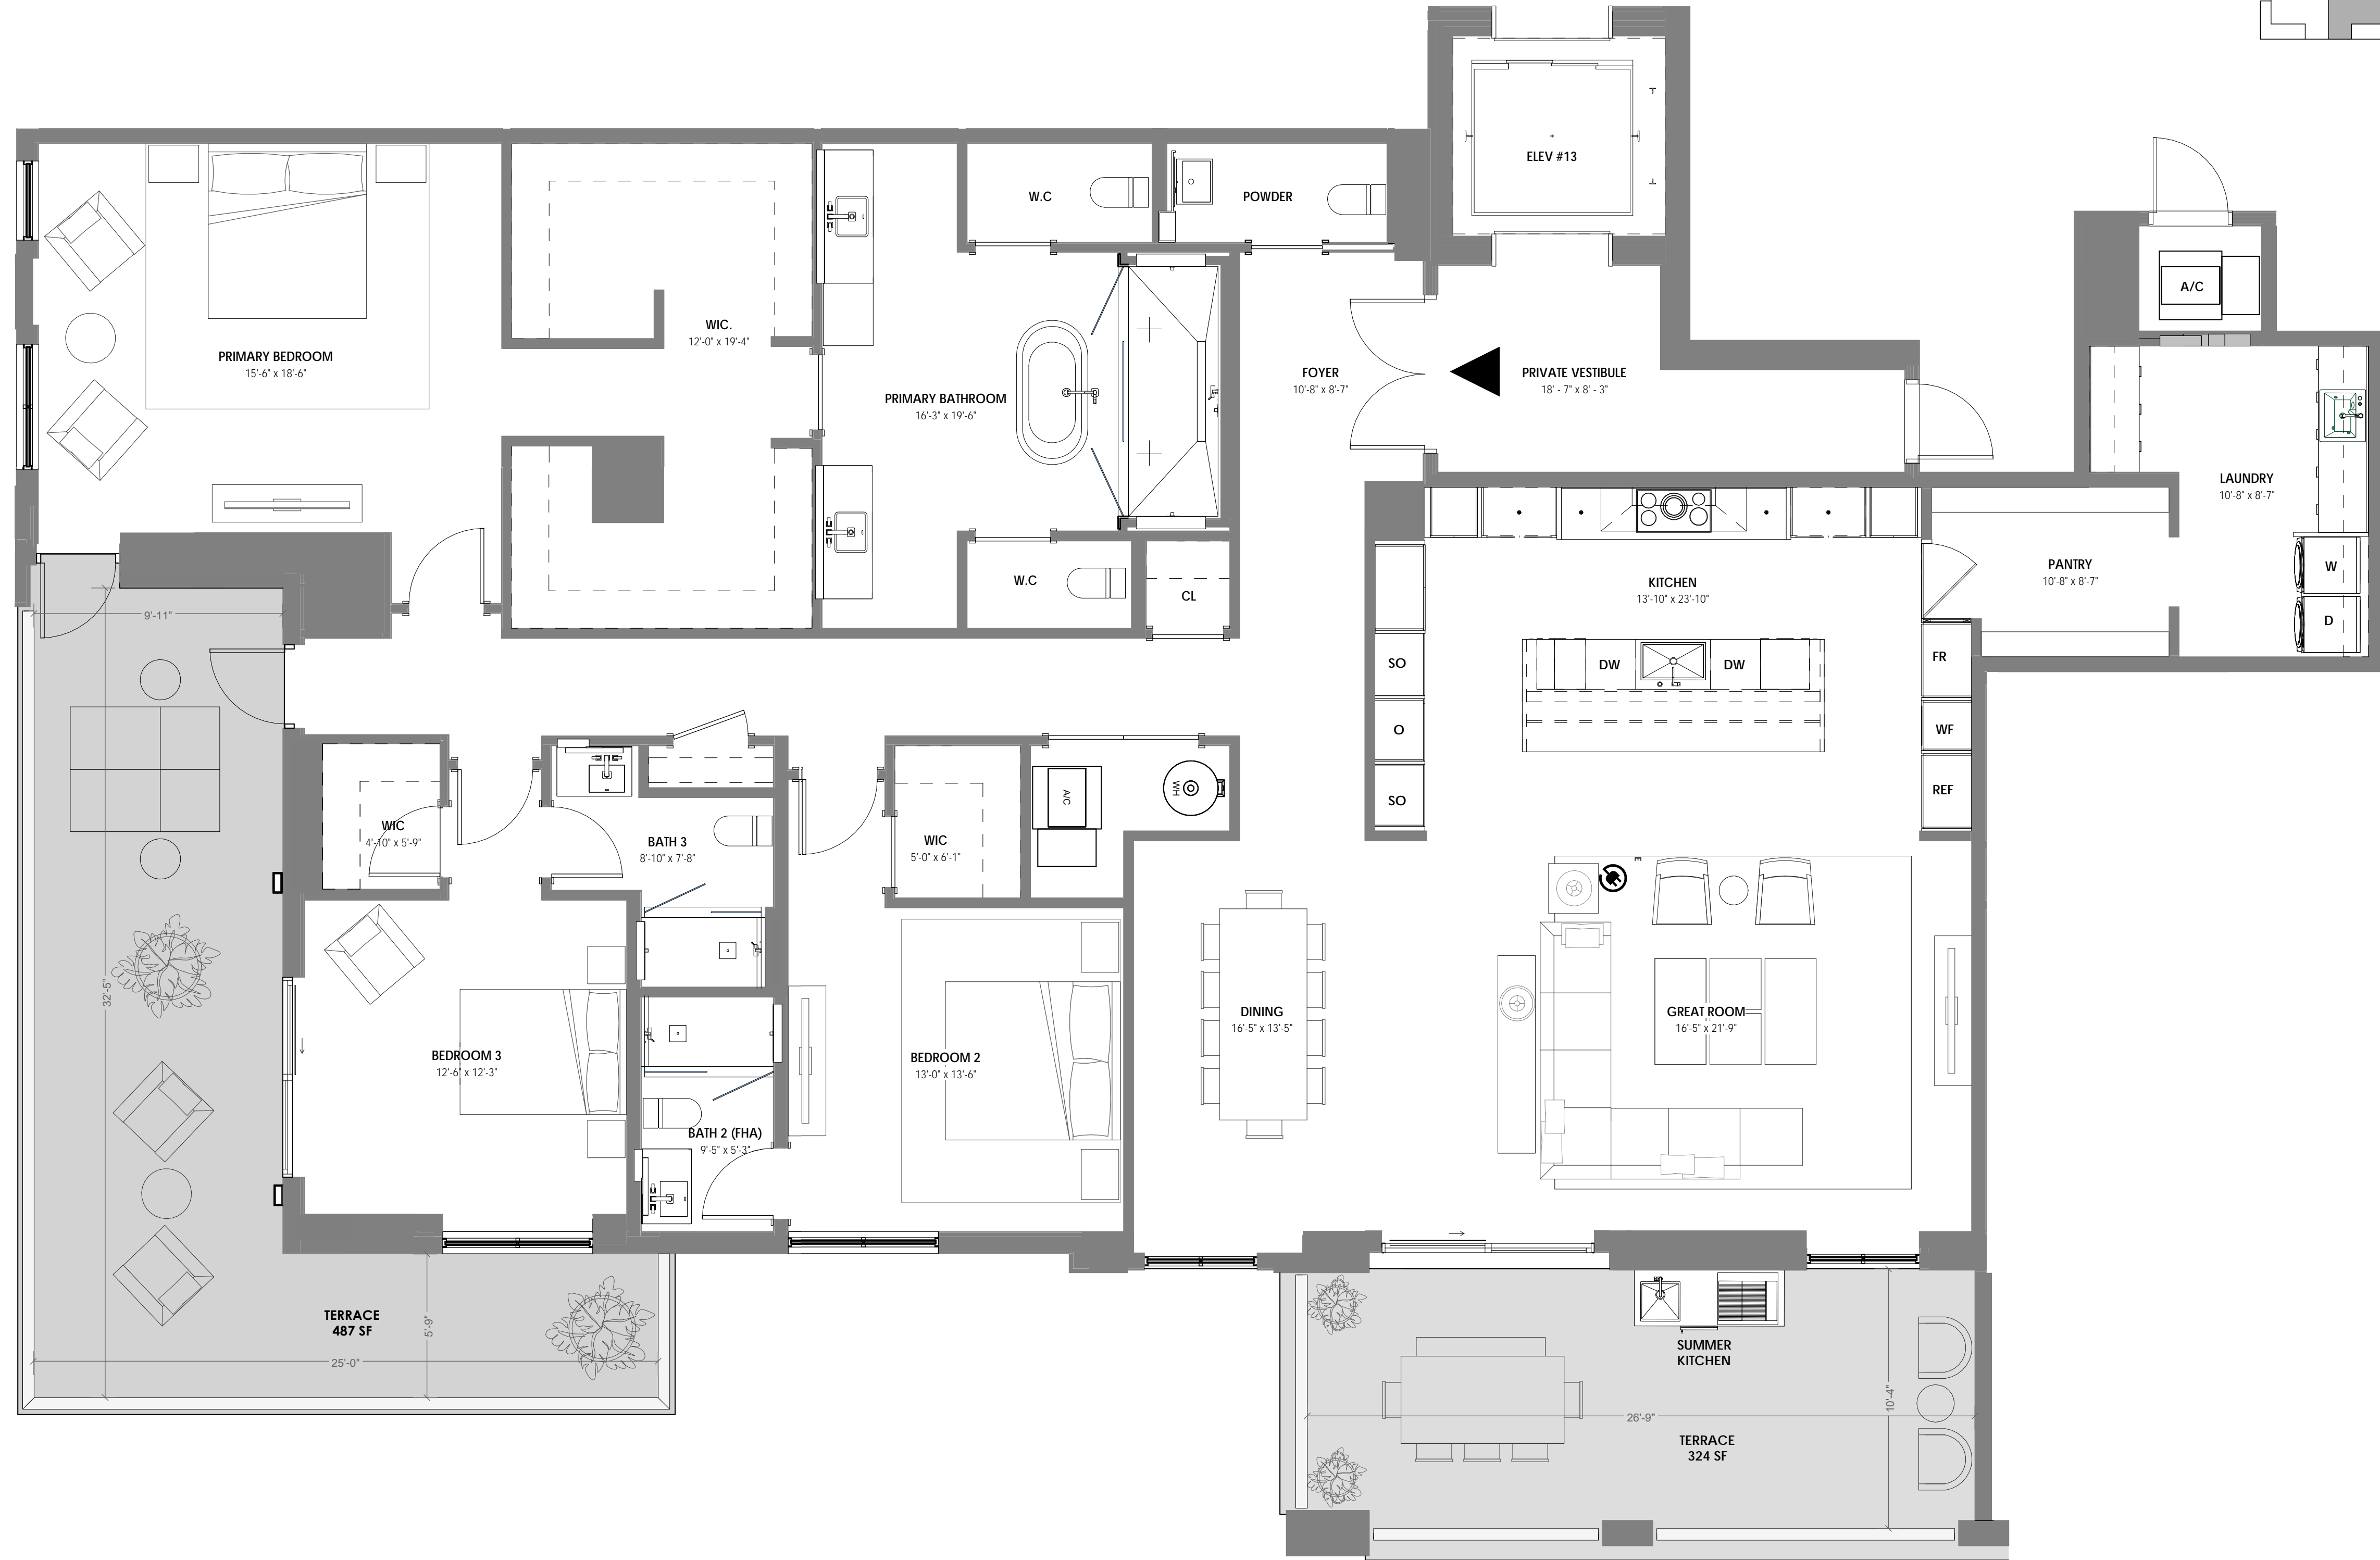 ELEV #13
W.C
POWDER
A/C
WIC.
12'-0" x 19'-4"
PRIMARY BEDROOM
15'-6" x 18'-6"
PRIMARY BATHROOM
16'-3" x 19'-6"
FOYER
10'-8" x 8'-7"
PRIVATE VESTIBULE
18' - 7" x 8' - 3"
LAUNDRY
10'-8" x 8'-7"
W.C
CL
KITCHEN
13'-10" x 23'-10"
PANTRY
10'-8" x 8'-7"
W
D
9'-11"
SO
DW
DW
FR
O
WF
SO
REF
WIC
4'-10" x 5'-9"
BATH 3
8'-10" x 7'-8"
WIC
5'-0" x 6'-1"
A/C
WH
E
32'-5"
DINING
16'-5" x 13'-5"
GREAT ROOM
16'-5" x 21'-9"
BEDROOM 3
12'-6" x 12'-3"
BEDROOM 2
13'-0" x 13'-6"
BATH 2 (FHA)
9'-5" x 5'-3"
TERRACE
487 SF
5'-9"
25'-0"
SUMMER
KITCHEN
10'-4"
26'-9"
TERRACE
324 SF